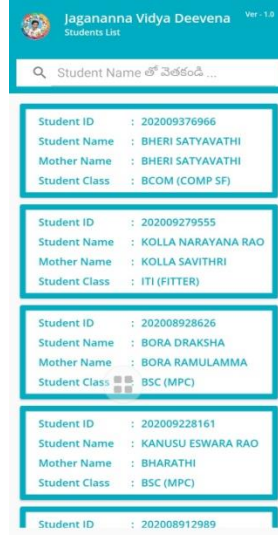 Jagananna Vidya Deevena
Ver - 1.0
Students List
Student Name తో వెతకండి ...
Student ID : 202009376966
Student Name : BHERI SATYAVATHI
Mother Name : BHERI SATYAVATHI
Student Class : BCOM (COMP SF)
Student ID : 202009279555
Student Name : KOLLA NARAYANA RAO
Mother Name : KOLLA SAVITHRI
Student Class : ITI (FITTER)
Student ID : 202008928626
Student Name : BORA DRAKSHA
Mother Name : BORA RAMULAMMA
Student Class : BSC (MPC)
Student ID : 202009228161
Student Name : KANUSU ESWARA RAO
Mother Name : BHARATHI
Student Class : BSC (MPC)
Student ID : 202008912989